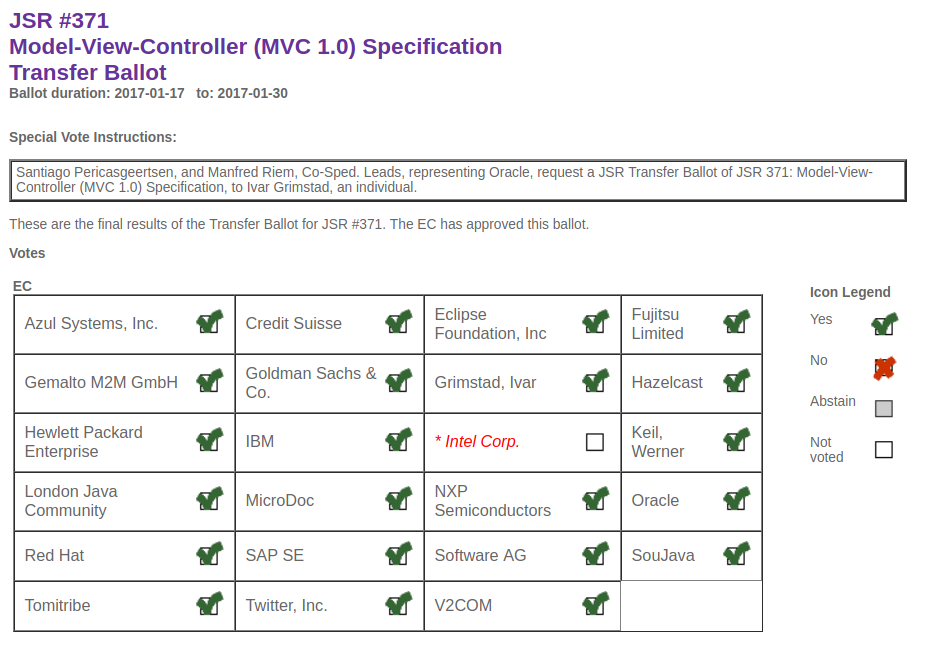 JSR #371
Model-View-Controller (MVC 1.0) Specification
Transfer Ballot
Ballot duration: 2017-01-17   to: 2017-01-30
Special Vote Instructions:
Santiago Pericasgeertsen, and Manfred Riem, Co-Sped. Leads, representing Oracle, request a JSR Transfer Ballot of JSR 371: Model-View-
Controller (MVC 1.0) Specification, to Ivar Grimstad, an individual.
These are the final results of the Transfer Ballot for JSR #371. The EC has approved this ballot.
Votes
EC
Azul Systems, Inc.
Credit Suisse
Eclipse
Foundation, Inc
Fujitsu
Limited
Gemalto M2M GmbH
Goldman Sachs &
Co.
Grimstad, Ivar
Hazelcast
Hewlett Packard
Enterprise
IBM
* Intel Corp.
Keil,
Werner
London Java
Community
MicroDoc
NXP
Semiconductors
Oracle
Red Hat
SAP SE
Software AG
SouJava
Tomitribe
Twitter, Inc.
V2COM
Icon Legend
Yes
No
Abstain
Not
voted